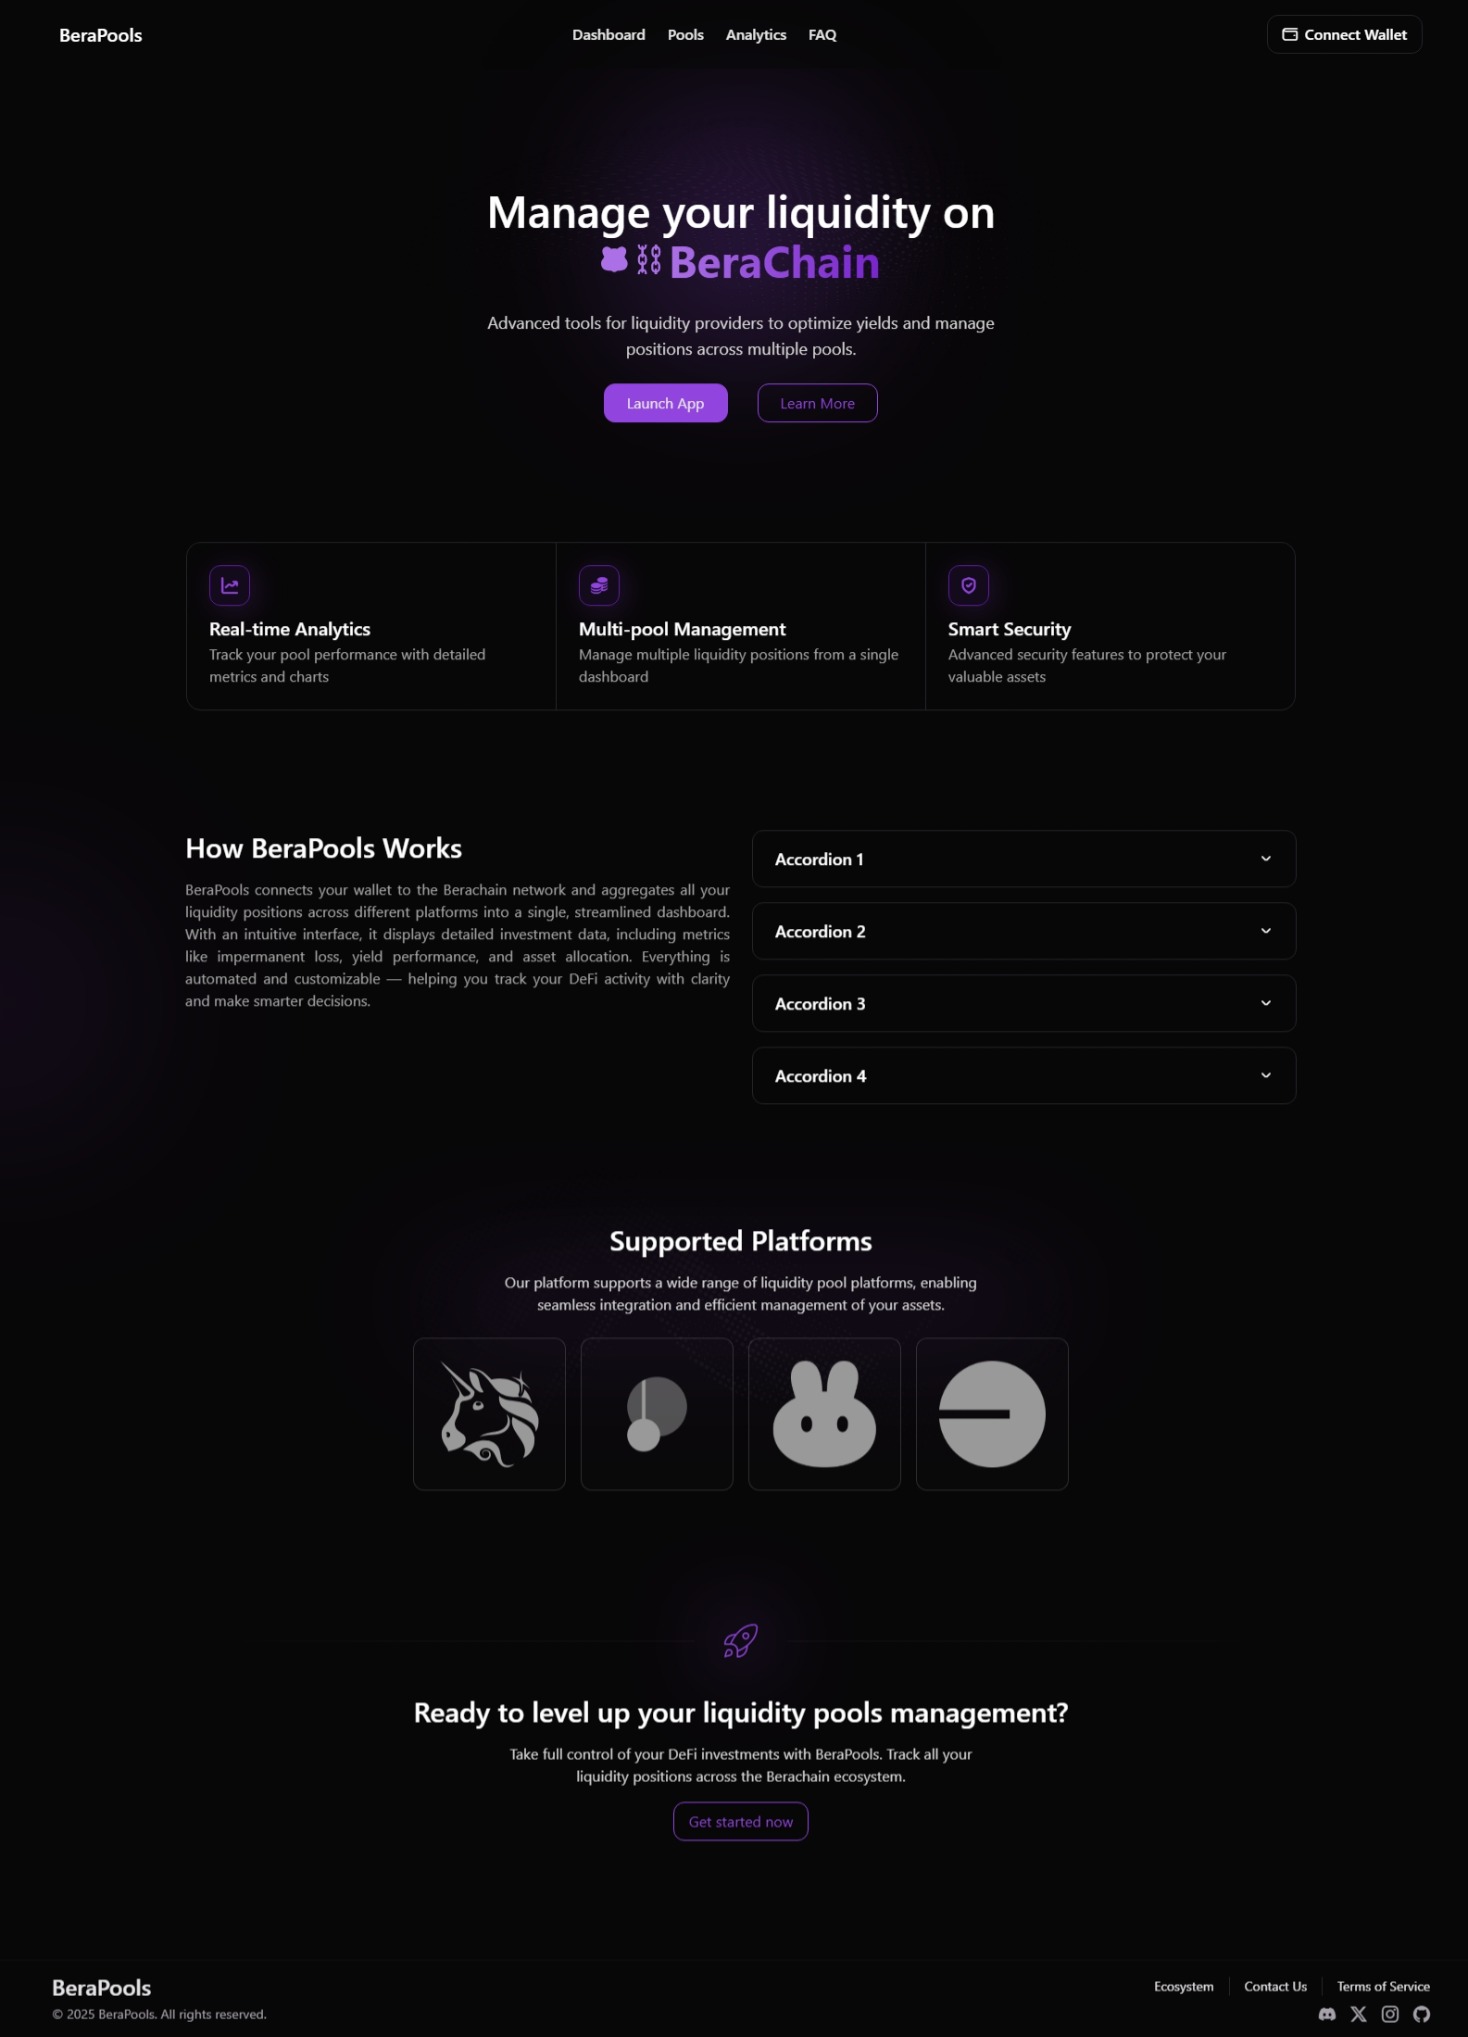 BeraPools
Dashboard
Pools
Analytics
FAQ
Connect Wallet
Manage your liquidity on
BeraChain
Advanced tools for liquidity providers to optimize yields and manage
positions across multiple pools.
Launch App
Learn More
Real-time Analytics
Track your pool performance with detailed
metrics and charts
Multi-pool Management
Manage multiple liquidity positions from a single
dashboard
Smart Security
Advanced security features to protect your
valuable assets
How BeraPools Works
BeraPools connects your wallet to the Berachain network and aggregates all your
liquidity positions across different platforms into a single, streamlined dashboard.
With an intuitive interface, it displays detailed investment data, including metrics
like impermanent loss, yield performance, and asset allocation. Everything is
automated and customizable — helping you track your DeFi activity with clarity
and make smarter decisions.
Accordion 1
Accordion 2
Accordion 3
Accordion 4
Supported Platforms
Our platform supports a wide range of liquidity pool platforms, enabling
seamless integration and efficient management of your assets.
Ready to level up your liquidity pools management?
Take full control of your DeFi investments with BeraPools. Track all your
liquidity positions across the Berachain ecosystem.
Get started now
BeraPools
© 2025 BeraPools. All rights reserved.
Ecosystem
Contact Us
Terms of Service